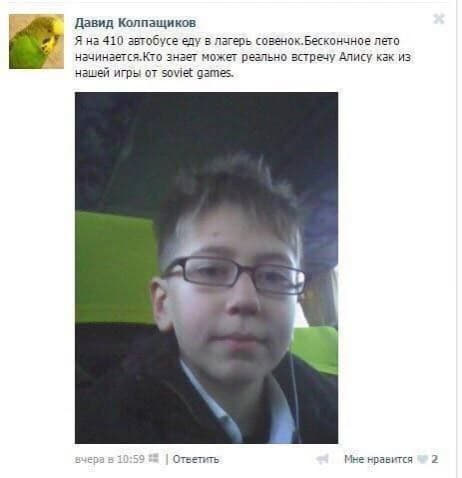 Давид Колпащиков
Я на 410 автобусе еду в лагерь совенок.Бескончное лето
начинается.Кто знает может реально встречу Алису как из
нашей игры от soviet games.
вчера в 10:59 | Ответить
Мне нравится 2